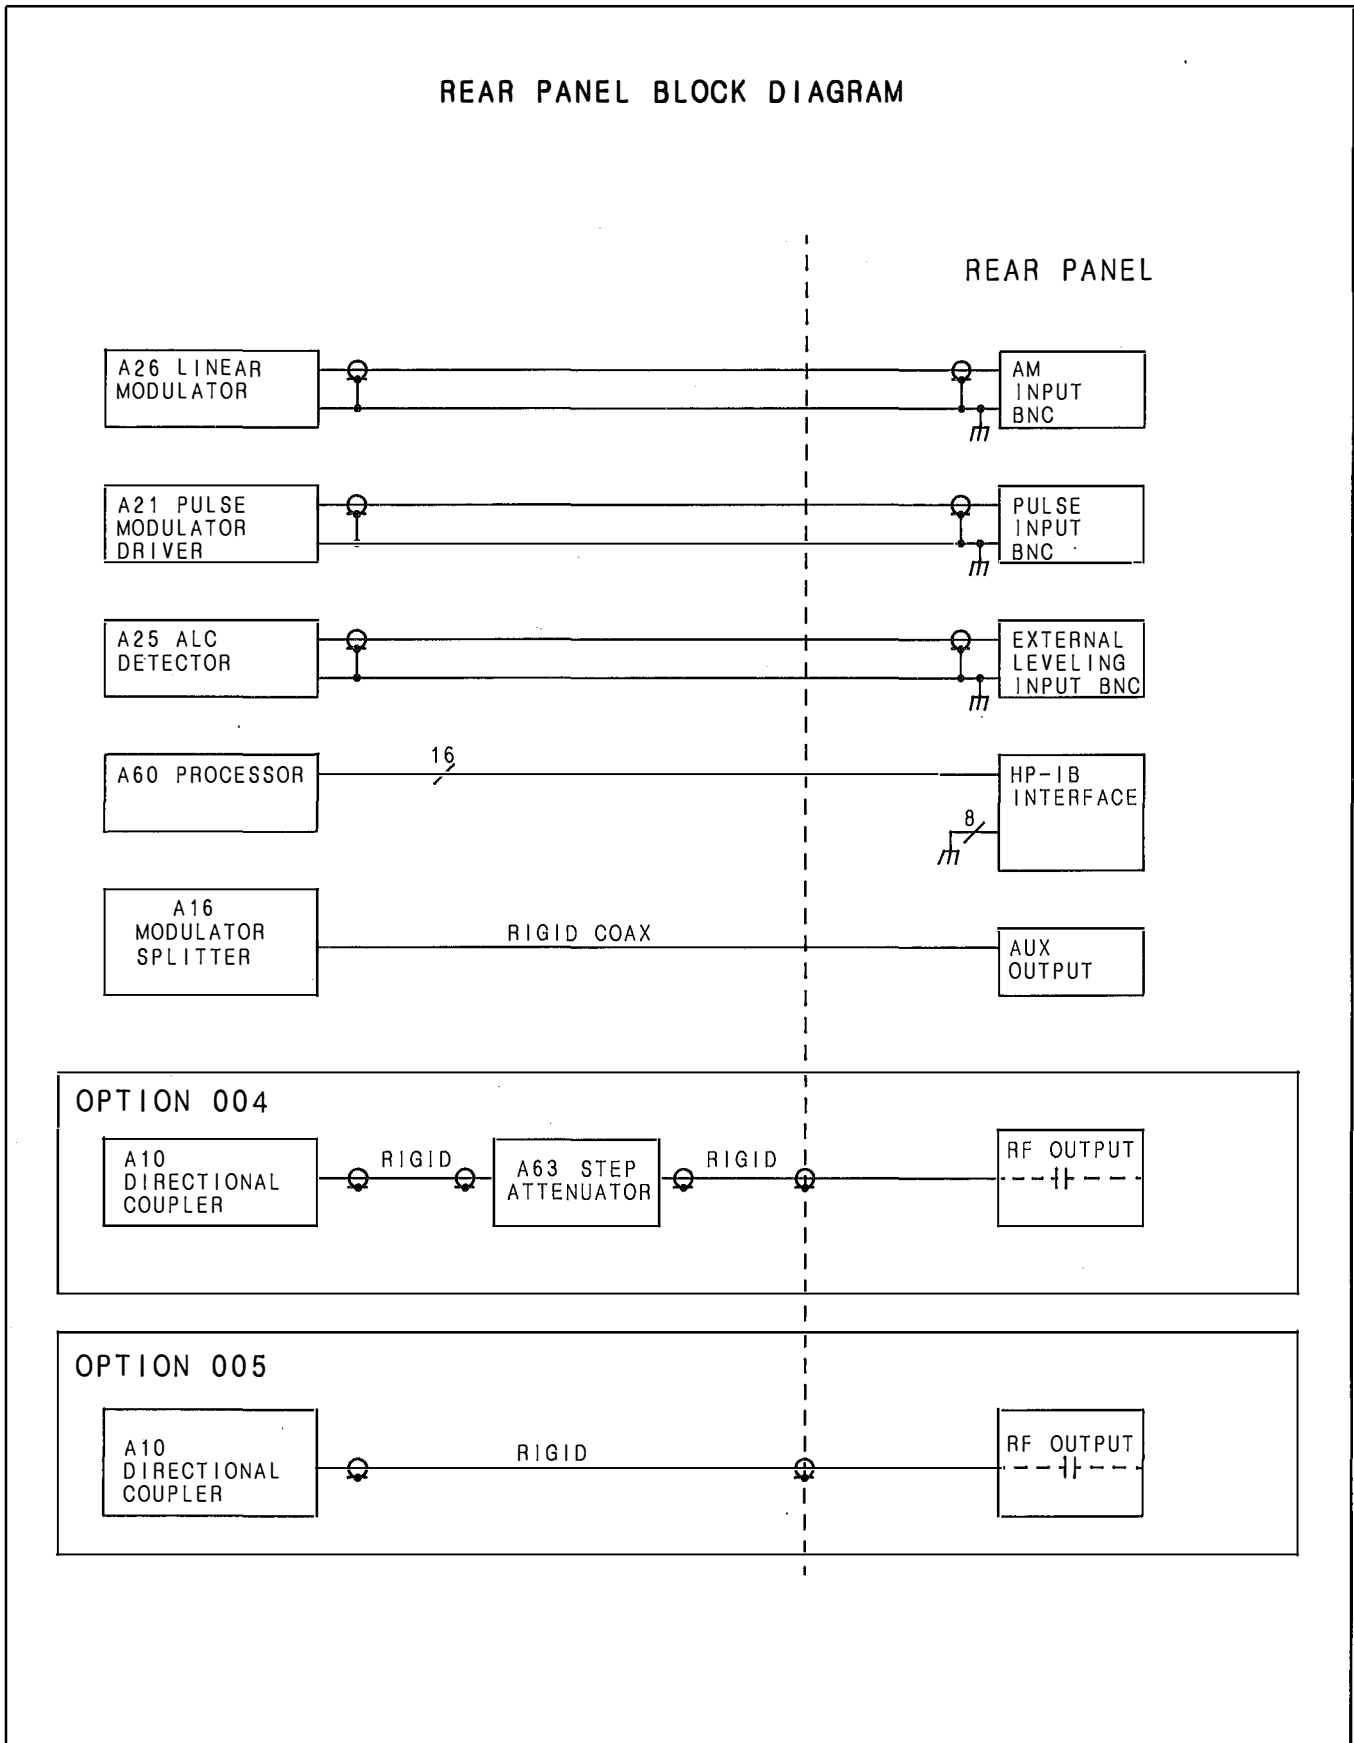 REAR PANEL BLOCK DIAGRAM
REAR PANEL
A26 LINEAR
MODULATOR
AM
INPUT
BNC
A21 PULSE
MODULATOR
DRIVER
PULSE
INPUT
BNC
A25 ALC
DETECTOR
EXTERNAL
LEVELING
INPUT BNC
A60 PROCESSOR
16
HP-IB
INTERFACE
8
A16
MODULATOR
SPLITTER
RIGID COAX
AUX
OUTPUT
OPTION 004
A10
DIRECTIONAL
COUPLER
RIGID
A63 STEP
ATTENUATOR
RIGID
RF OUTPUT
OPTION 005
A10
DIRECTIONAL
COUPLER
RIGID
RF OUTPUT